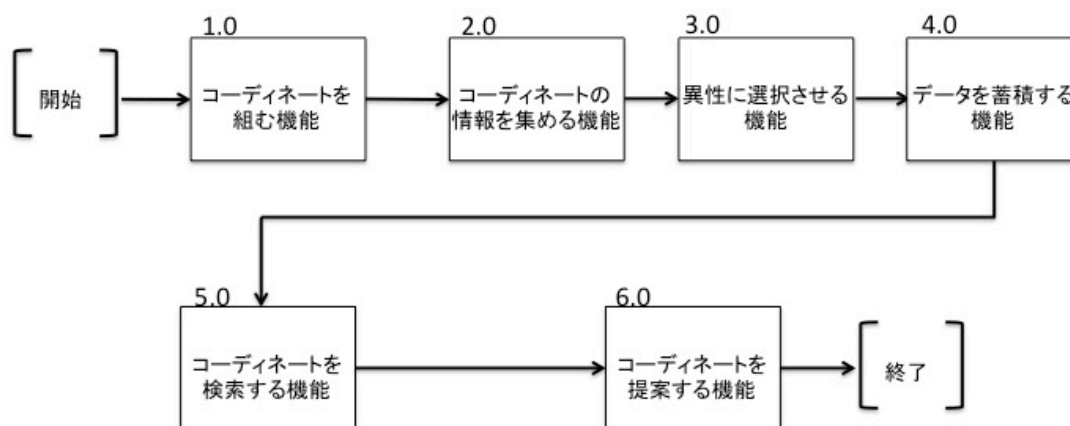 1.0
2.0
3.0
4.0
開始
コーディネートを
組む機能
コーディネートの
情報を集める機能
異性に選択させる
機能
データを蓄積する
機能
5.0
6.0
コーディネートを
検索する機能
コーディネートを
提案する機能
終了